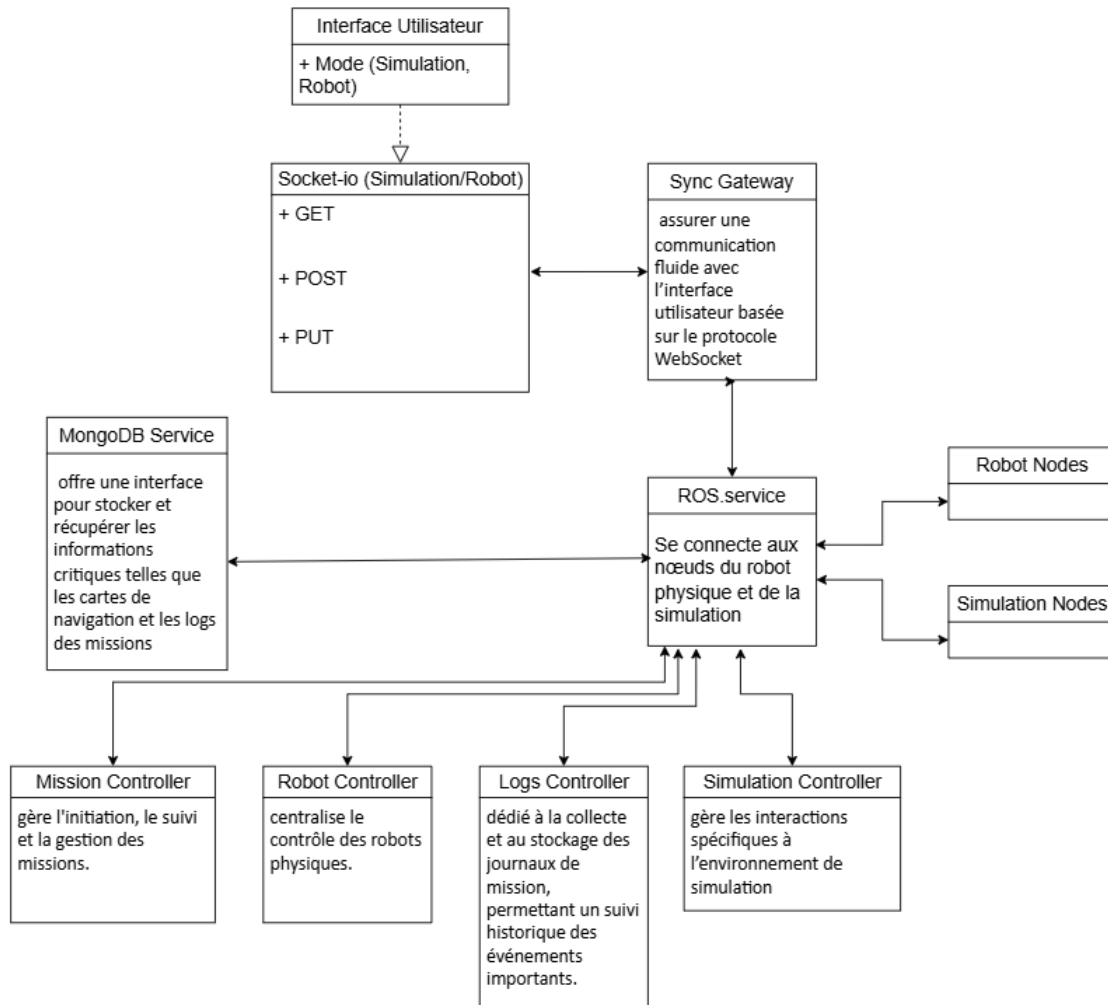 Interface Utilisateur
+ Mode (Simulation,
Robot)
Socket-io (Simulation/Robot)
+ GET
+ POST
+ PUT
Sync Gateway
assurer une
communication
fluide avec
l’interface
utilisateur basée
sur le protocole
WebSocket
MongoDB Service
offre une interface
pour stocker et
récupérer les
informations
critiques telles que
les cartes de
navigation et les logs
des missions
ROS.service
Se connecte aux
nœuds du robot
physique et de la
simulation
Robot Nodes
Simulation Nodes
Mission Controller
gère l'initiation, le suivi
et la gestion des
missions.
Robot Controller
centralise le
contrôle des robots
physiques.
Logs Controller
dédié à la collecte
et au stockage des
journaux de
mission,
permettant un suivi
historique des
événements
importants.
Simulation Controller
gère les interactions
spécifiques à
l’environnement de
simulation